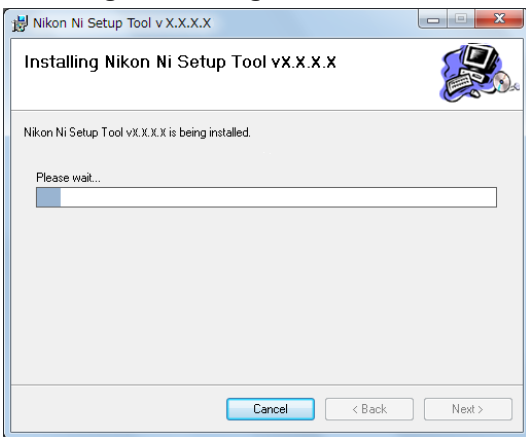 Nikon Ni Setup Tool v X.X.X.X
Installing Nikon Ni Setup Tool vX.X.X.X
Nikon Ni Setup Tool vX.X.X.X is being installed.
Please wait...
Cancel
< Back
Next >